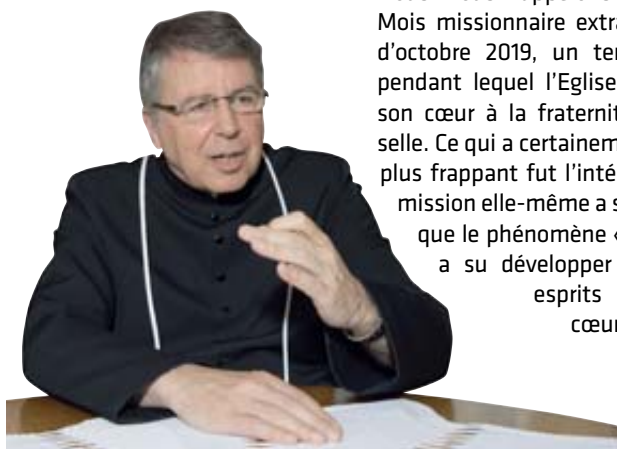 Mois missionnaire extra
d'octobre 2019, un ter
pendant lequel l'Eglise
son cœur à la fraternit
selle. Ce qui a certainem
plus frappant fut l'inté
mission elle-même a s
que le phénomène «
a su développer
esprits
cœur